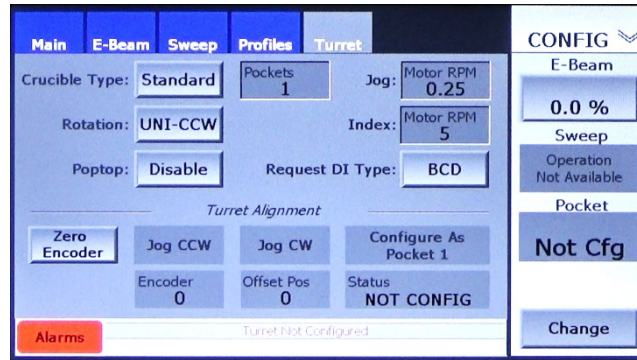 Main E-Beam Sweep Profiles Turret
CONFIG
Crucible Type: Standard
Pockets
1
Jog:
Motor RPM
0.25
Rotation: UNI-CCW
Index:
Motor RPM
5
Poptop: Disable
Request DI Type: BCD
Turret Alignment
Zero
Encoder
Jog CCW
Jog CW
Configure As
Pocket 1
Encoder
0
Offset Pos
0
Status
NOT CONFIG
Alarms
Turret Not Configured
E-Beam
0.0 %
Sweep
Operation
Not Available
Pocket
Not Cfg
Change